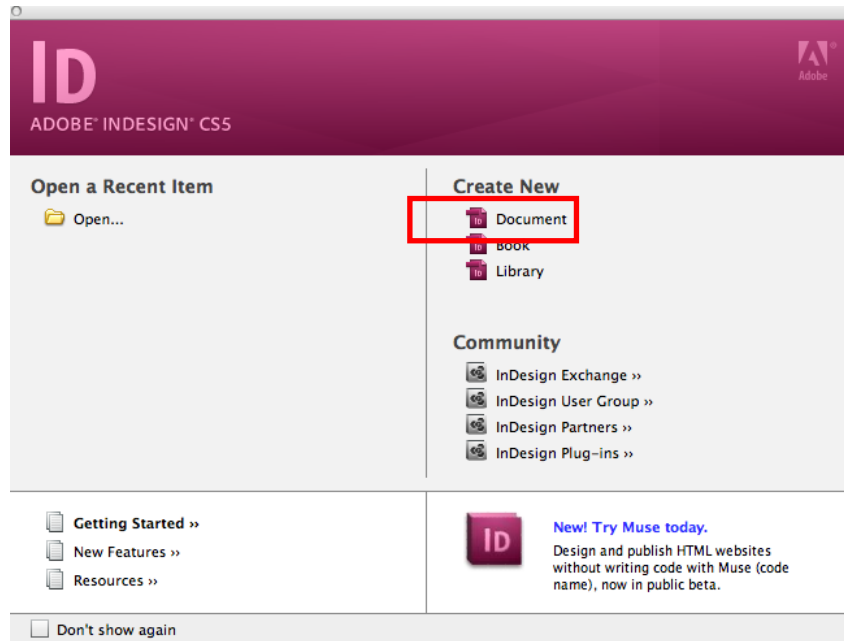 ID
Adobe
ADOBE® INDESIGN® CS5
Open a Recent Item
Open...
Create New
Document
Book
Library
Community
InDesign Exchange ››
InDesign User Group ››
InDesign Partners ››
InDesign Plug-ins ››
Getting Started ››
New Features ››
Resources ››
ID
New! Try Muse today.
Design and publish HTML websites
without writing code with Muse (code
name), now in public beta.
Don't show again